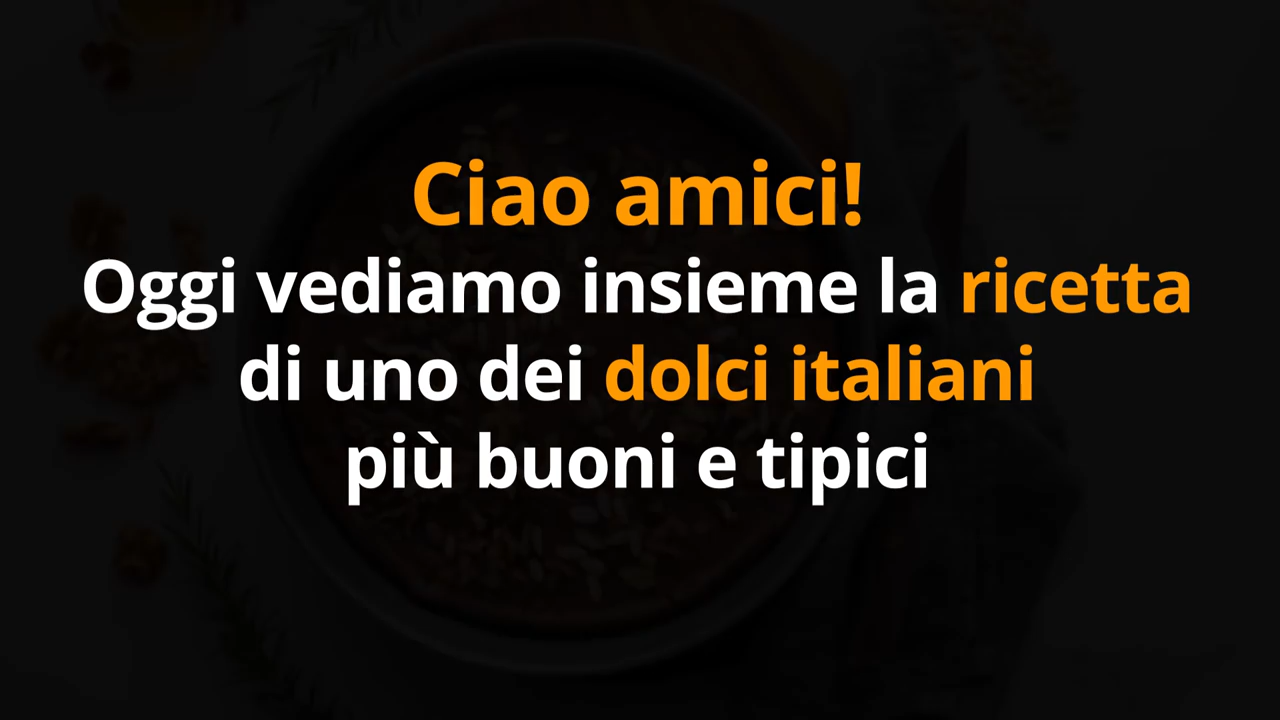 Ciao amici!
Oggi vediamo insieme la ricetta
di uno dei dolci italiani
più buoni e tipici